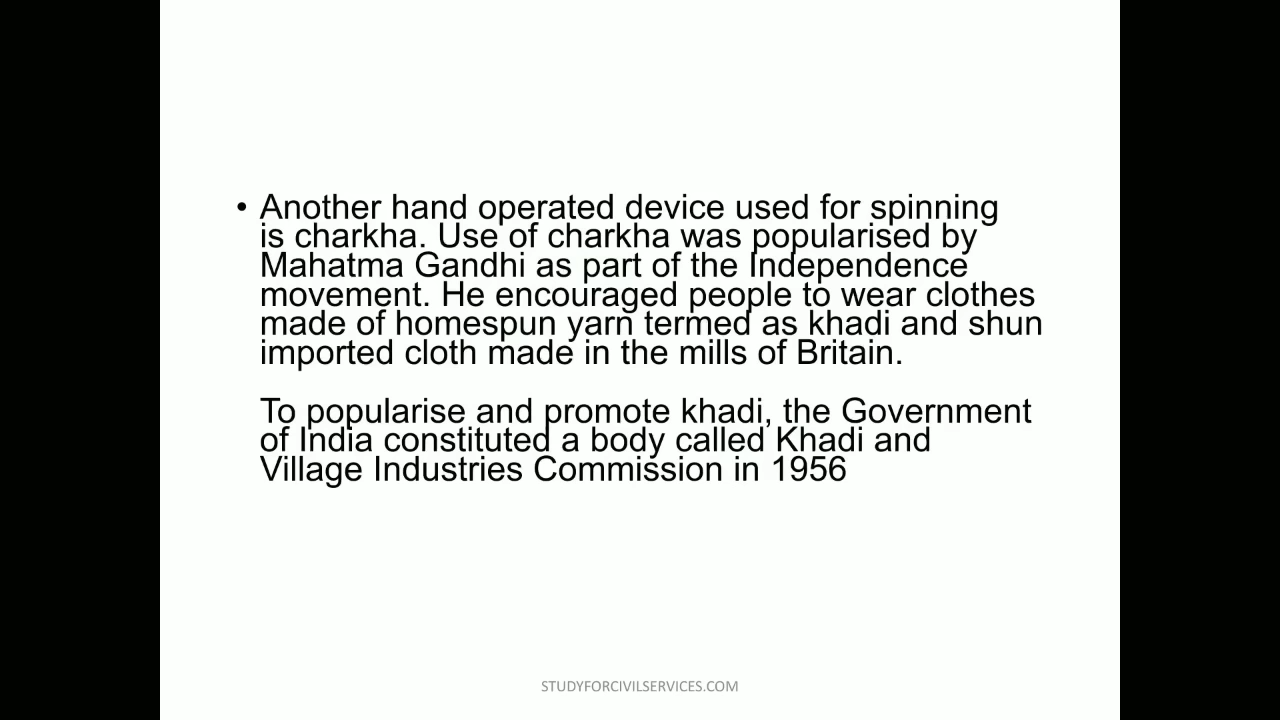 • Another hand operated device used for spinning
is charkha. Use of charkha was popularised by
Mahatma Gandhi as part of the Independence
movement. He encouraged people to wear clothes
made of homespun yarn termed as khadi and shun
imported cloth made in the mills of Britain.
To popularise and promote khadi, the Government
of India constituted a body called Khadi and
Village Industries Commission in 1956
STUDYFORCIVILSERVICES.COM